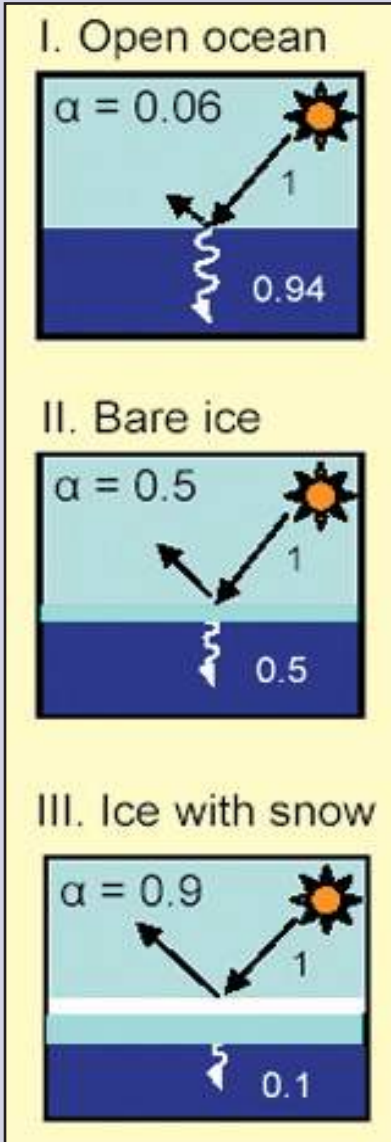 I. Open ocean
α = 0.06
1
0.94
II. Bare ice
α = 0.5
1
0.5
III. Ice with snow
α = 0.9
1
0.1